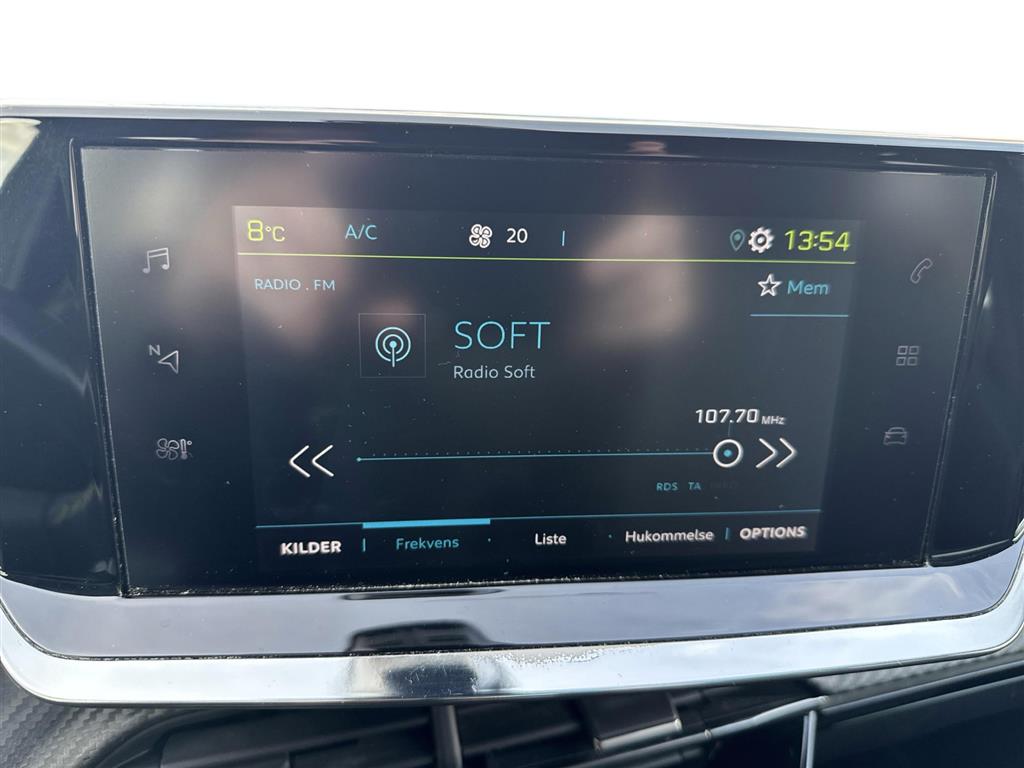 8°C A/C 20 13:54
RADIO . FM
Mem
SOFT
Radio Soft
N
107.70 MHz
RDS TA
KILDER Frekvens Liste Hukommelse OPTIONS